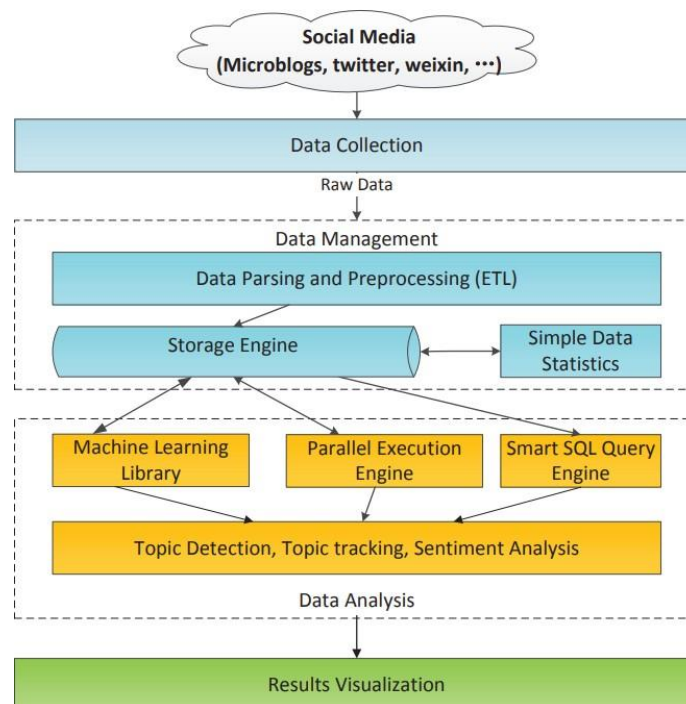 Social Media
(Microblogs, twitter, weixin, ⋯)
Data Collection
Raw Data
Data Management
Data Parsing and Preprocessing (ETL)
Storage Engine
Simple Data
Statistics
Machine Learning
Library
Parallel Execution
Engine
Smart SQL Query
Engine
Topic Detection, Topic tracking, Sentiment Analysis
Data Analysis
Results Visualization